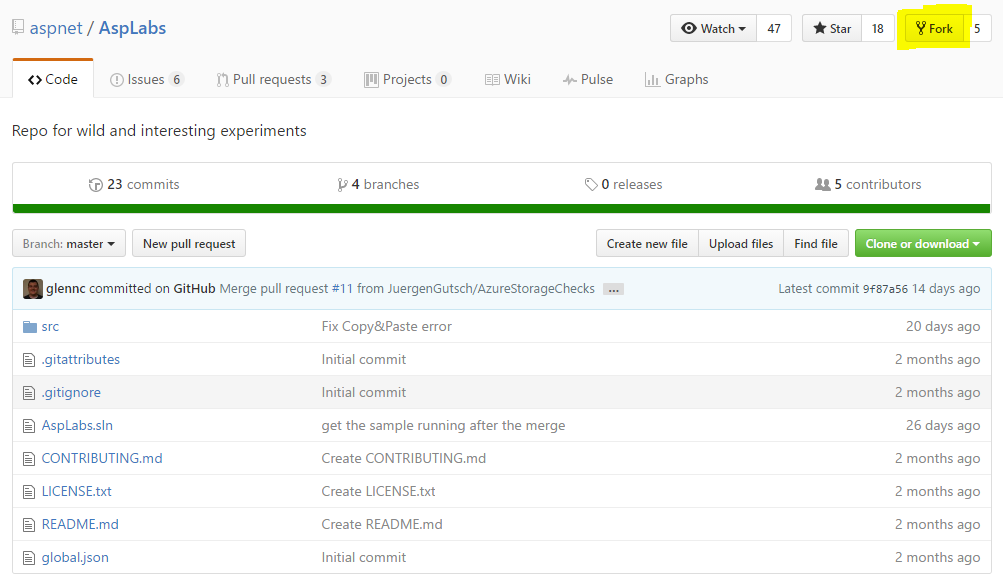 aspnet / AspLabs Watch 47 Star 18 Fork 5
Code Issues 6 Pull requests 3 Projects 0 Wiki Pulse Graphs
Repo for wild and interesting experiments
23 commits 4 branches 0 releases 5 contributors
Branch: master New pull request Create new file Upload files Find file Clone or download
glennc committed on GitHub Merge pull request #11 from JuergenGutsch/AzureStorageChecks ... Latest commit 9f87a56 14 days ago
src Fix Copy&Paste error 20 days ago
.gitattributes Initial commit 2 months ago
.gitignore Initial commit 2 months ago
AspLabs.sln get the sample running after the merge 26 days ago
CONTRIBUTING.md Create CONTRIBUTING.md 2 months ago
LICENSE.txt Create LICENSE.txt 2 months ago
README.md Create README.md 2 months ago
global.json Initial commit 2 months ago